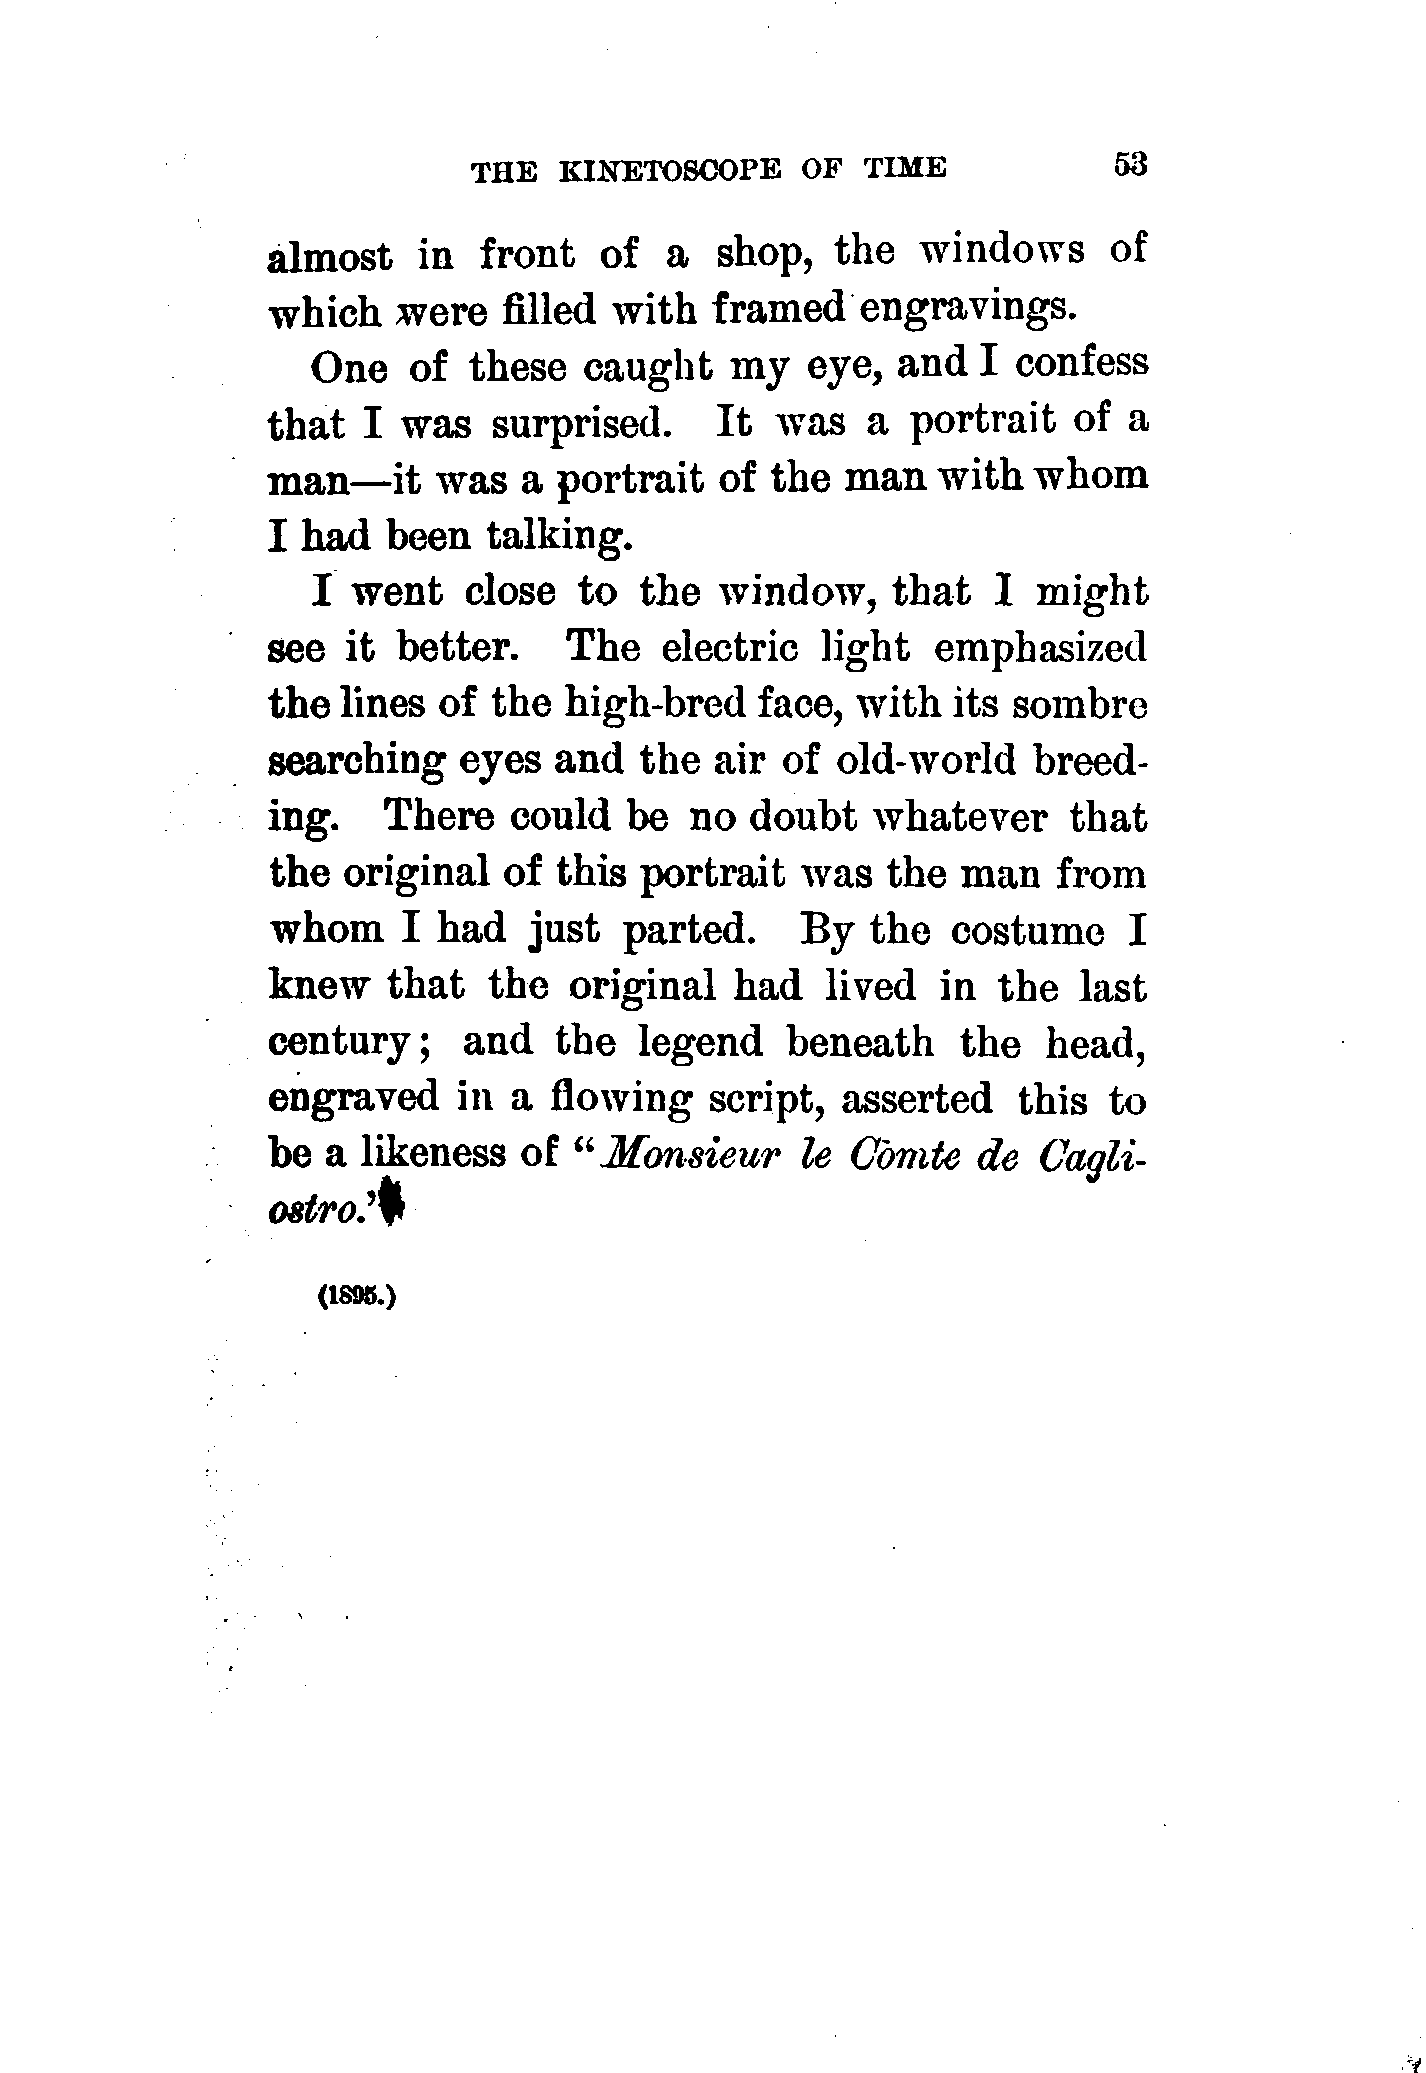 THE KINETOSCOPE OF TIME 53
almost in front of a shop, the windows of
which were filled with framed engravings.
One of these caught my eye, and I confess
that I was surprised. It was a portrait of a
man—it was a portrait of the man with whom
I had been talking.
I went close to the window, that I might
see it better. The electric light emphasized
the lines of the high-bred face, with its sombre
searching eyes and the air of old-world breed-
ing. There could be no doubt whatever that
the original of this portrait was the man from
whom I had just parted. By the costume I
knew that the original had lived in the last
century; and the legend beneath the head,
engraved in a flowing script, asserted this to
be a likeness of "Monsieur le Comte de Cagli-
ostro."
(1895.)